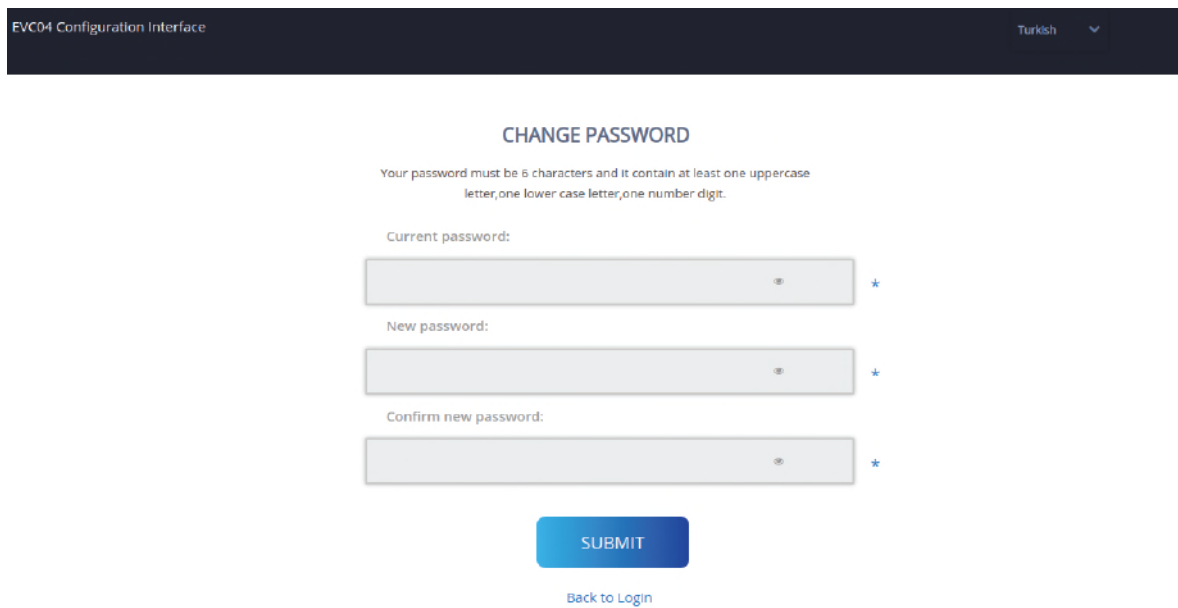 EVC04 Configuration Interface
Turkish
CHANGE PASSWORD
Your password must be 6 characters and it contain at least one uppercase
letter,one lower case letter,one number digit.
Current password:
*
New password:
*
Confirm new password:
*
SUBMIT
Back to Login